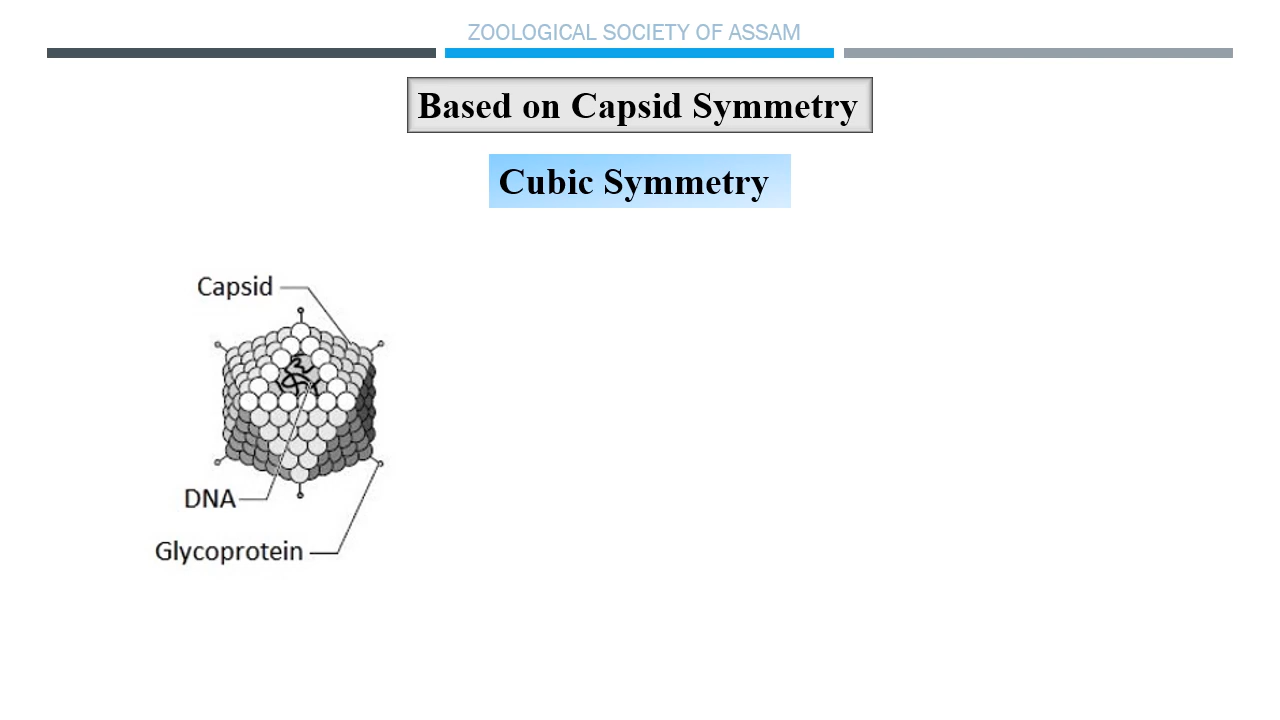 ZOOLOGICAL SOCIETY OF ASSAM
Based on Capsid Symmetry
Cubic Symmetry
Capsid
DNA
Glycoprotein